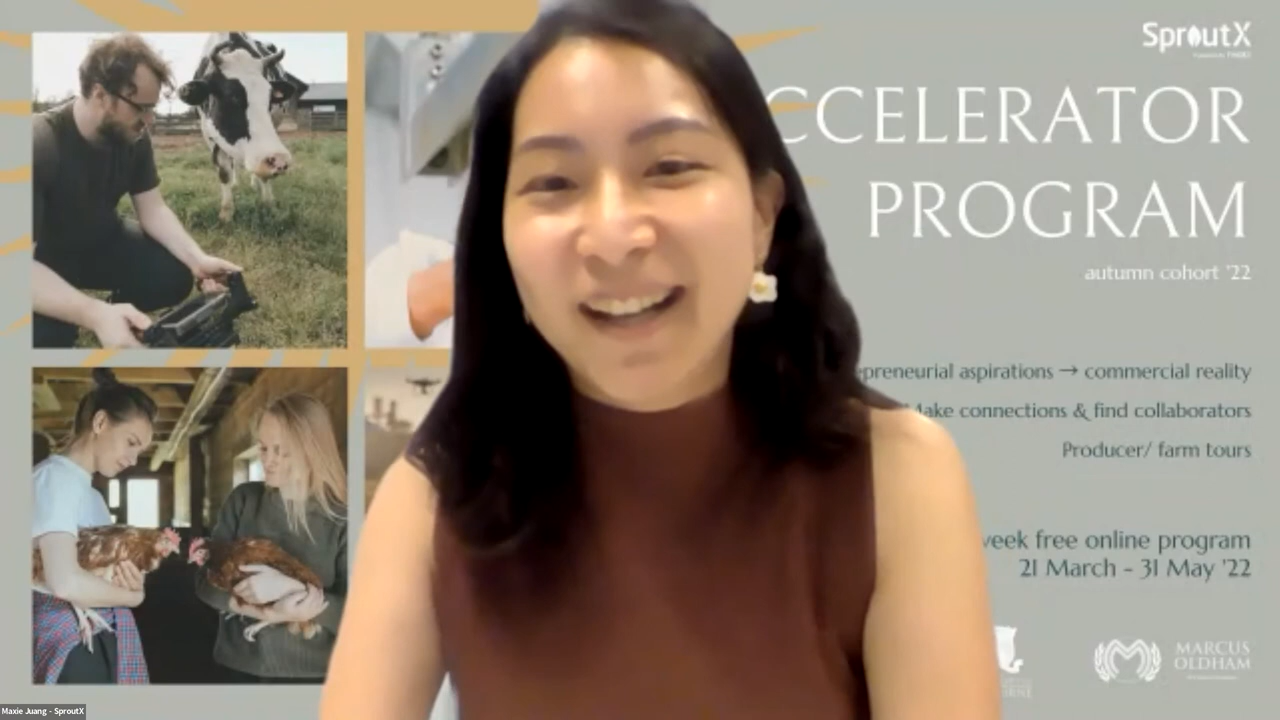 SproutX
CCELERATOR
PROGRAM
autumn cohort '22
epreneurial aspirations → commercial reality
Make connections & find collaborators
Producer/ farm tours
week free online program
21 March - 31 May '22
MARCUS
OLDHAM
Maxie Juang - SproutX